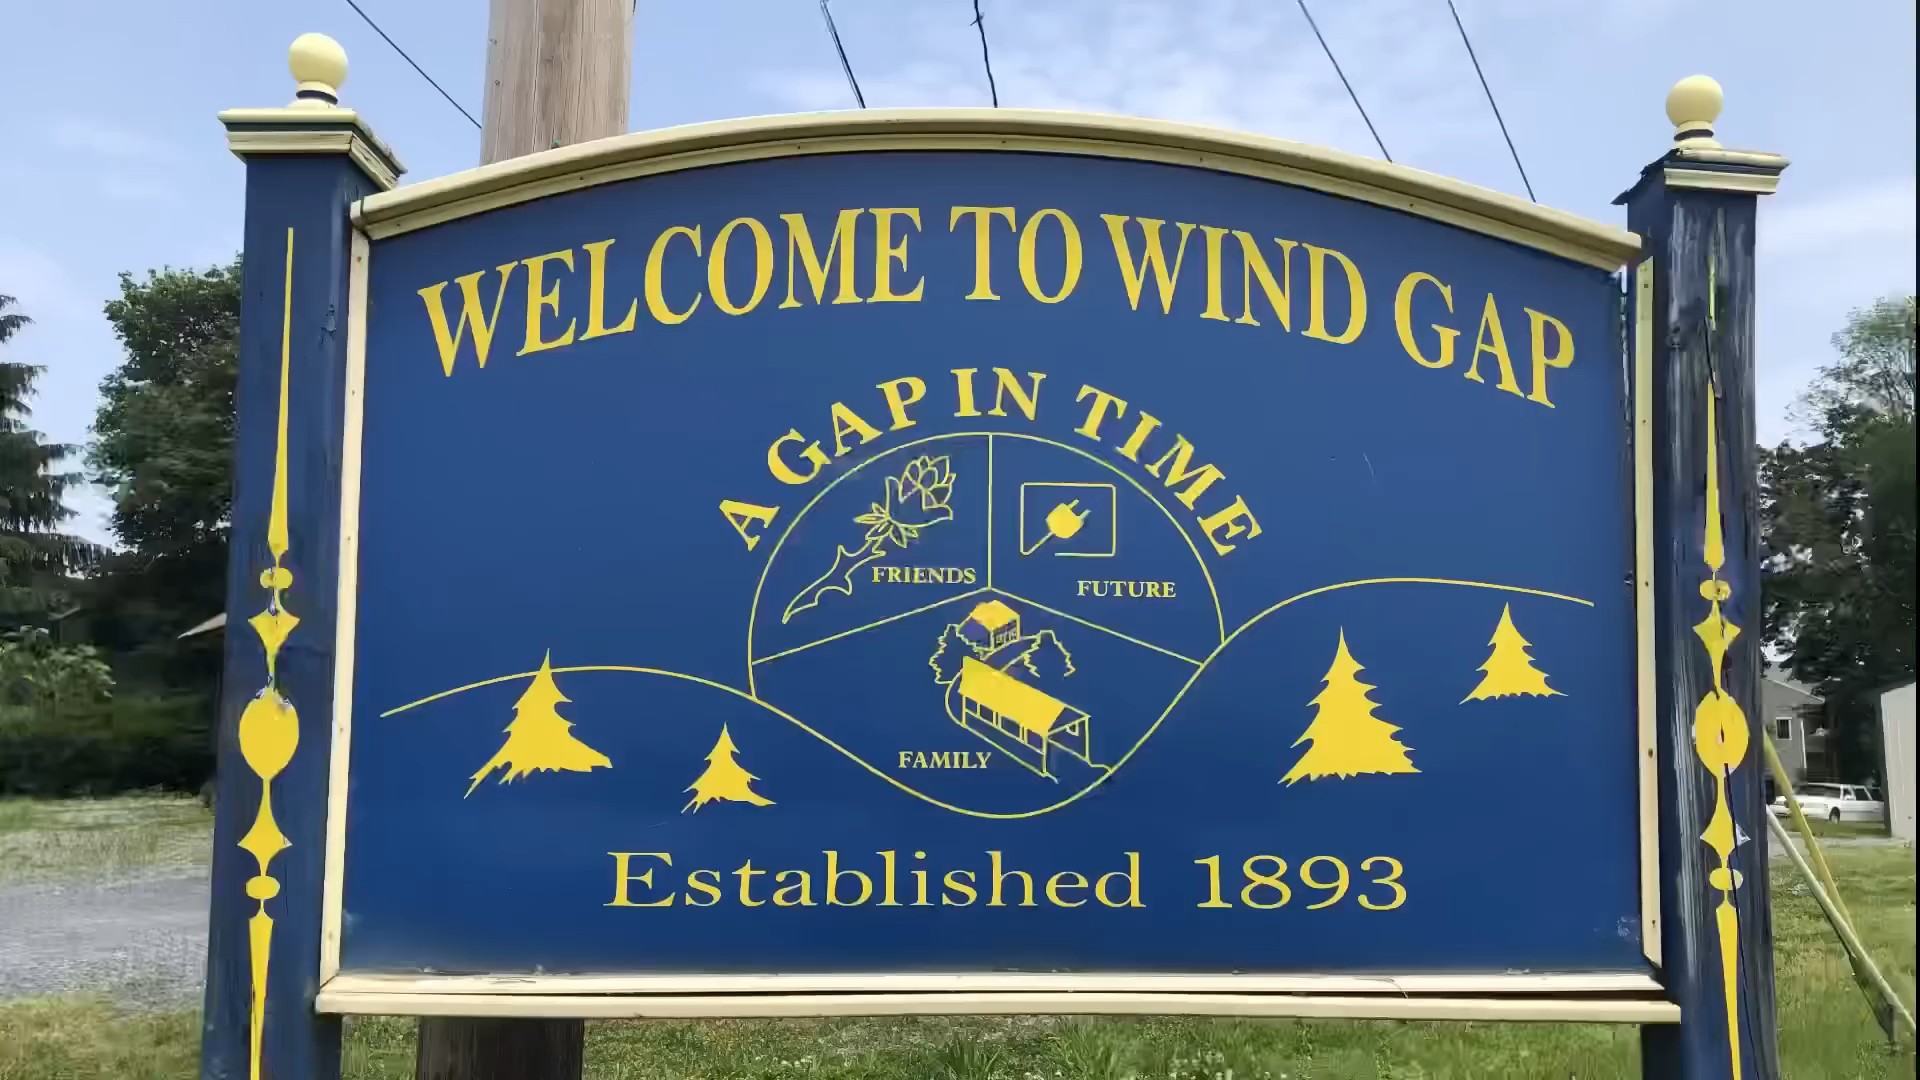 WELCOME TO WIND GAP
A GAP IN TIME
FRIENDS
FUTURE
FAMILY
Established 1893